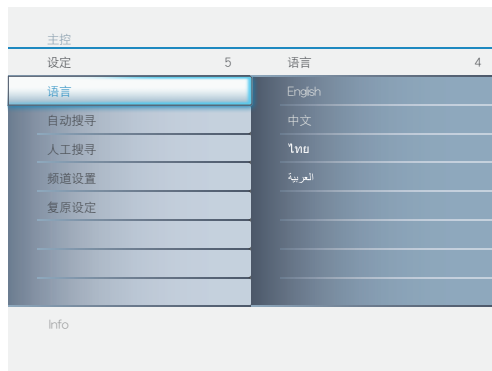 主控
设定 5 语言 4
语言 English
自动搜寻 中文
人工搜寻 ไทย
频道设置 العربية
复原设定
Info